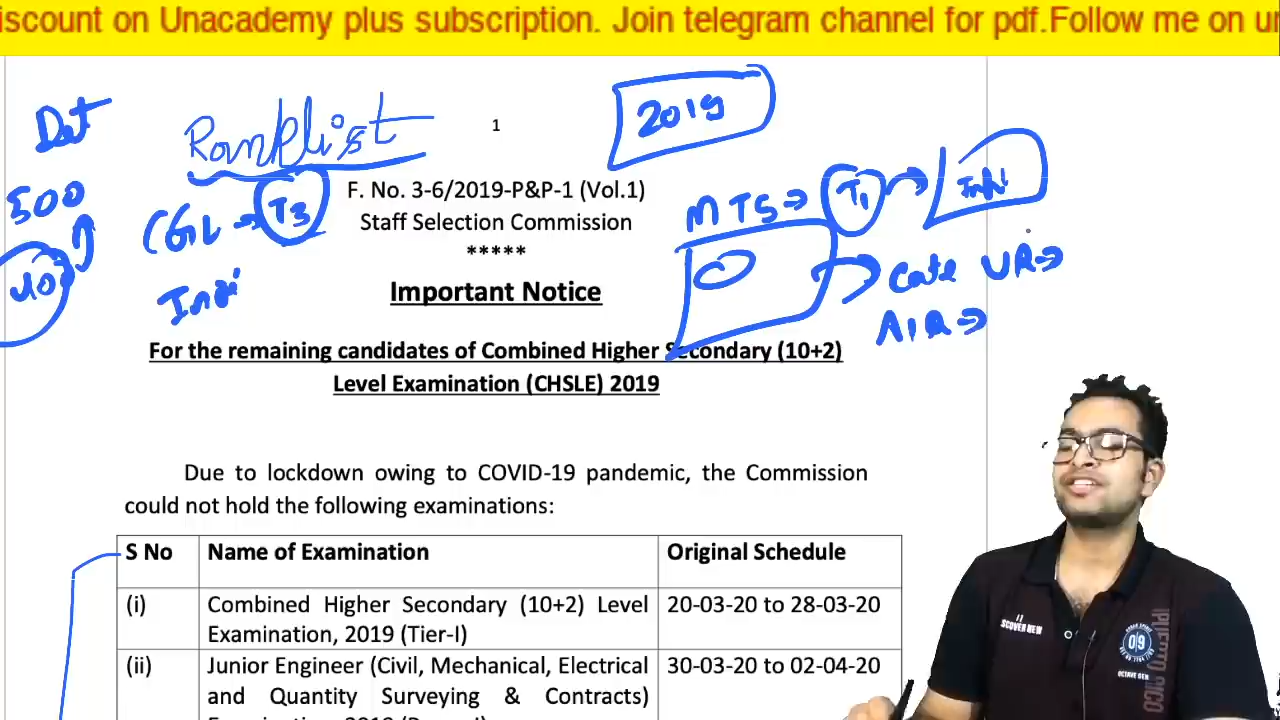 iscount on Unacademy plus subscription. Join telegram channel for pdf.Follow me on u
2019
Ranklist
1
500
F. No. 3-6/2019-P&P-1 (Vol.1)
MTS → T1 →
CGL → T3
Staff Selection Commission
*****
UR →
Important Notice
AIR →
For the remaining candidates of Combined Higher Secondary (10+2)
Level Examination (CHSLE) 2019
Due to lockdown owing to COVID-19 pandemic, the Commission
could not hold the following examinations:
S No Name of Examination Original Schedule
(i) Combined Higher Secondary (10+2) Level 20-03-20 to 28-03-20
Examination, 2019 (Tier-I)
(ii) Junior Engineer (Civil, Mechanical, Electrical 30-03-20 to 02-04-20
and Quantity Surveying & Contracts)
SCOVER NEW
09
OCTAVE GEN